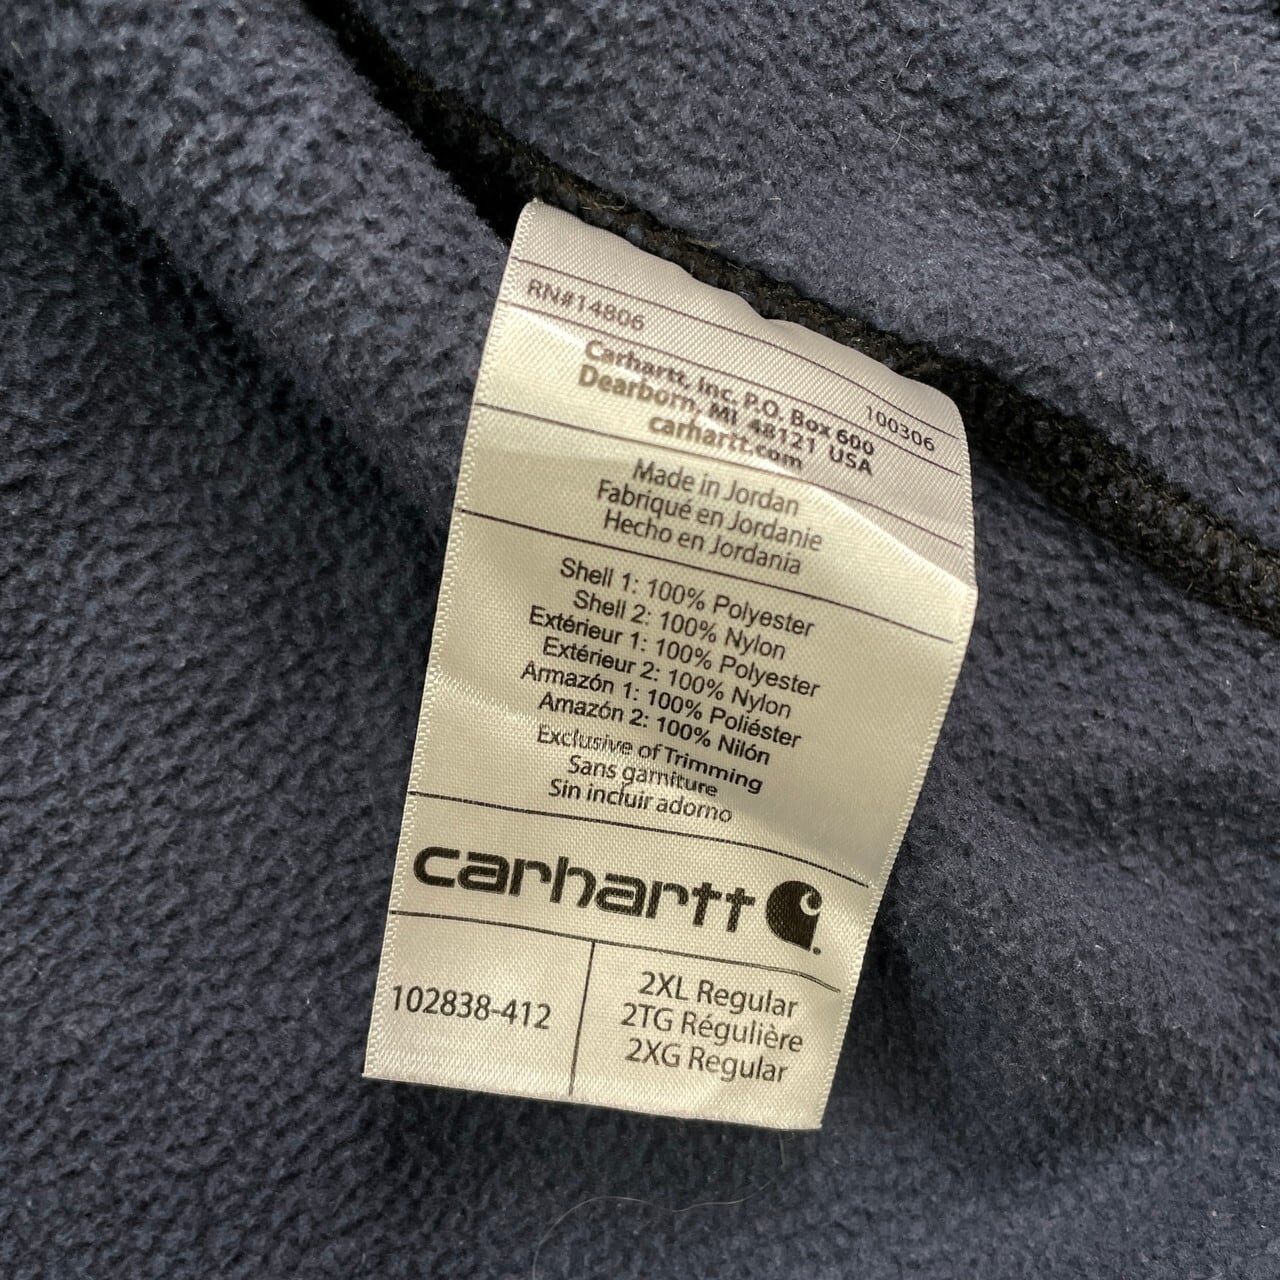 RN#14806
100306
Carhartt, Inc. P.O. Box 600
Dearborn, MI 48121 USA
carhartt.com
Made in Jordan
Fabriqué en Jordanie
Hecho en Jordania
Shell 1: 100% Polyester
Shell 2: 100% Nylon
Extérieur 1: 100% Polyester
Extérieur 2: 100% Nylon
Armazón 1: 100% Poliéster
Amazón 2: 100% Nilón
Exclusive of Trimming
Sans garniture
Sin incluir adorno
carhartt
102838-412
2XL Regular
2TG Régulière
2XG Regular